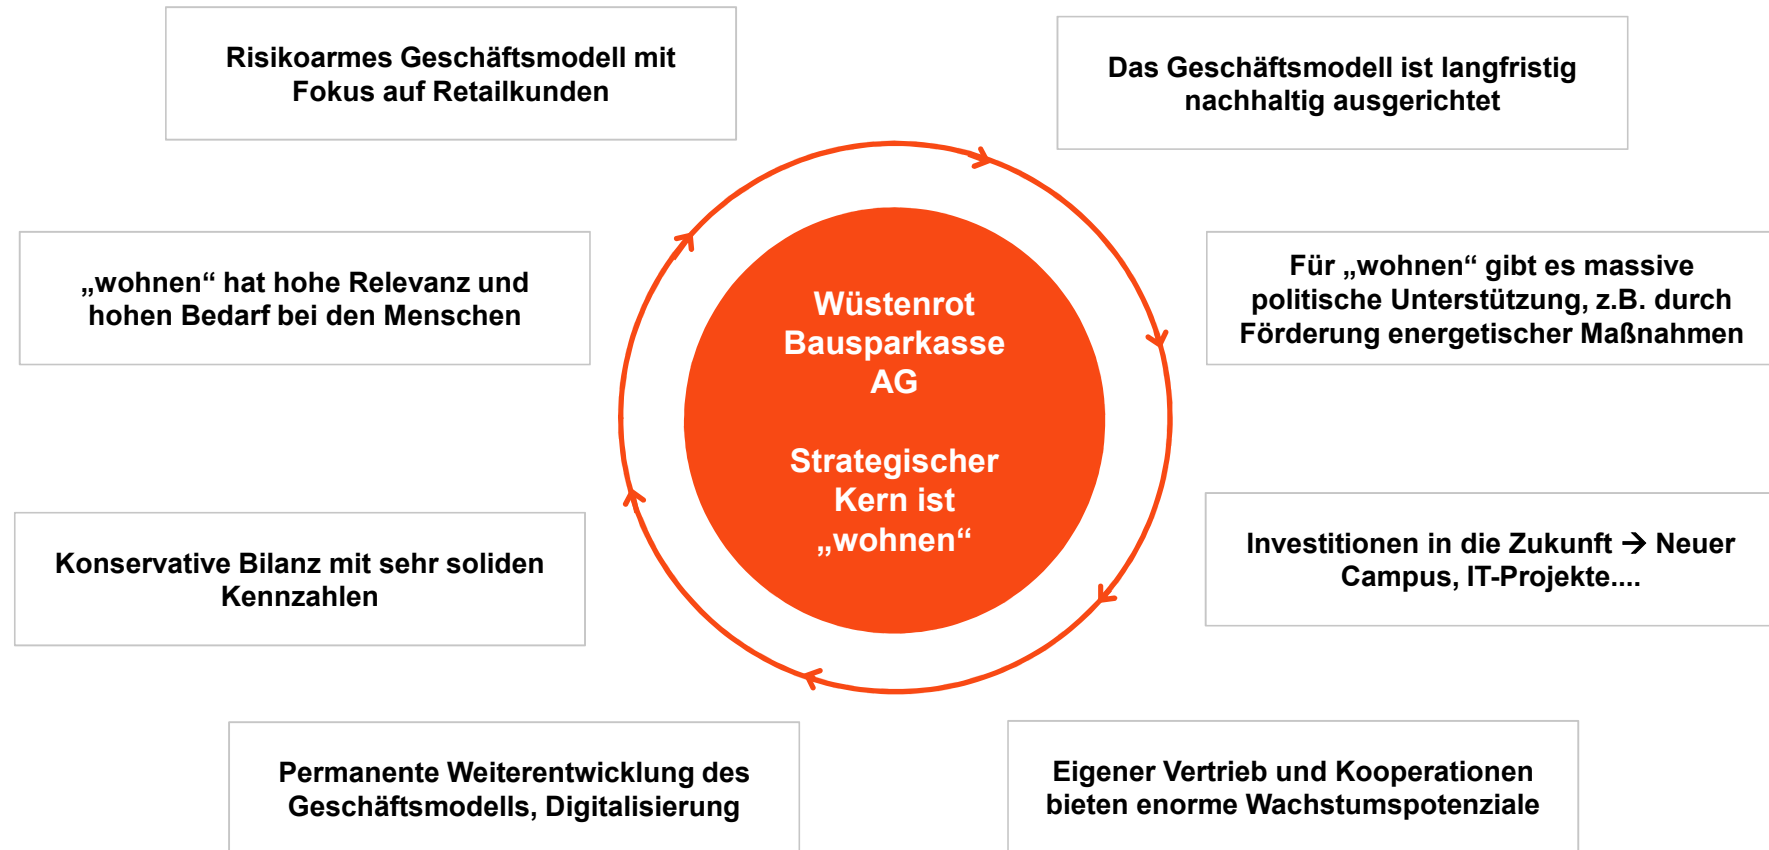 Risikoarmes Geschäftsmodell mit
Fokus auf Retailkunden
Das Geschäftsmodell ist langfristig
nachhaltig ausgerichtet
„wohnen“ hat hohe Relevanz und
hohen Bedarf bei den Menschen
Wüstenrot
Bausparkasse
AG
Strategischer
Kern ist
„wohnen“
Für „wohnen“ gibt es massive
politische Unterstützung, z.B. durch
Förderung energetischer Maßnahmen
Konservative Bilanz mit sehr soliden
Kennzahlen
Investitionen in die Zukunft → Neuer
Campus, IT-Projekte....
Permanente Weiterentwicklung des
Geschäftsmodells, Digitalisierung
Eigener Vertrieb und Kooperationen
bieten enorme Wachstumspotenziale